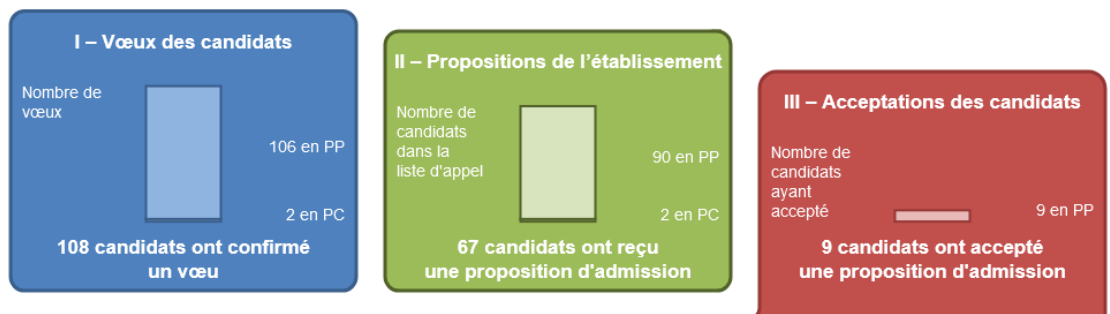 I – Vœux des candidats
Nombre de
vœux
106 en PP
2 en PC
108 candidats ont confirmé
un vœu
II – Propositions de l'établissement
Nombre de
candidats
dans la
liste d'appel
90 en PP
2 en PC
67 candidats ont reçu
une proposition d'admission
III – Acceptations des candidats
Nombre de
candidats
ayant
accepté
9 en PP
9 candidats ont accepté
une proposition d'admission